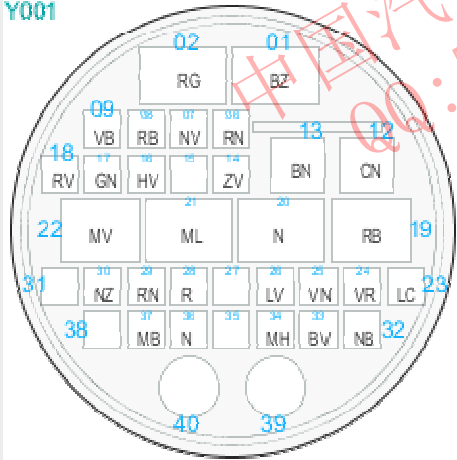 Y001
02 01
RG BZ
09 08 07 06
VB RB NV RN
13 12
18 17 16 15 14
RV GN HV ZV BN CN
21 20
22 MV ML N RB 19
31 30 29 28 27 26 25 24 23
NZ RN R LV VN VR LC
38 37 36 35 34 33 32
MB N MH BW NB
40 39
中国汽
QQ: